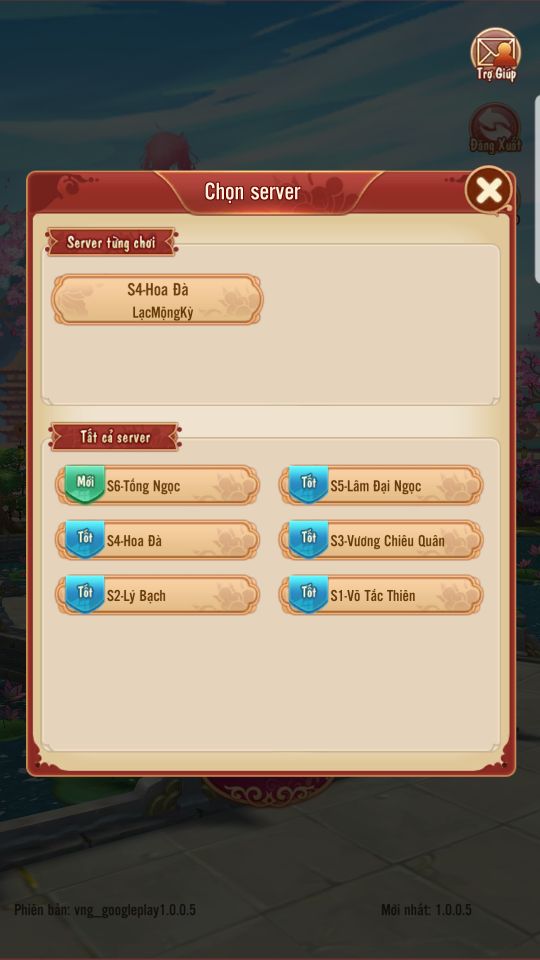 Trợ Giúp
Đăng Xuất
Chọn server
Server từng chơi
S4-Hoa Đà
LạcMộngKỳ
Tất cả server
Mới S6-Tống Ngọc
Tốt S5-Lâm Đại Ngọc
Tốt S4-Hoa Đà
Tốt S3-Vương Chiêu Quân
Tốt S2-Lý Bạch
Tốt S1-Võ Tắc Thiên
Phiên bản: vng_googleplay1.0.0.5
Mới nhất: 1.0.0.5